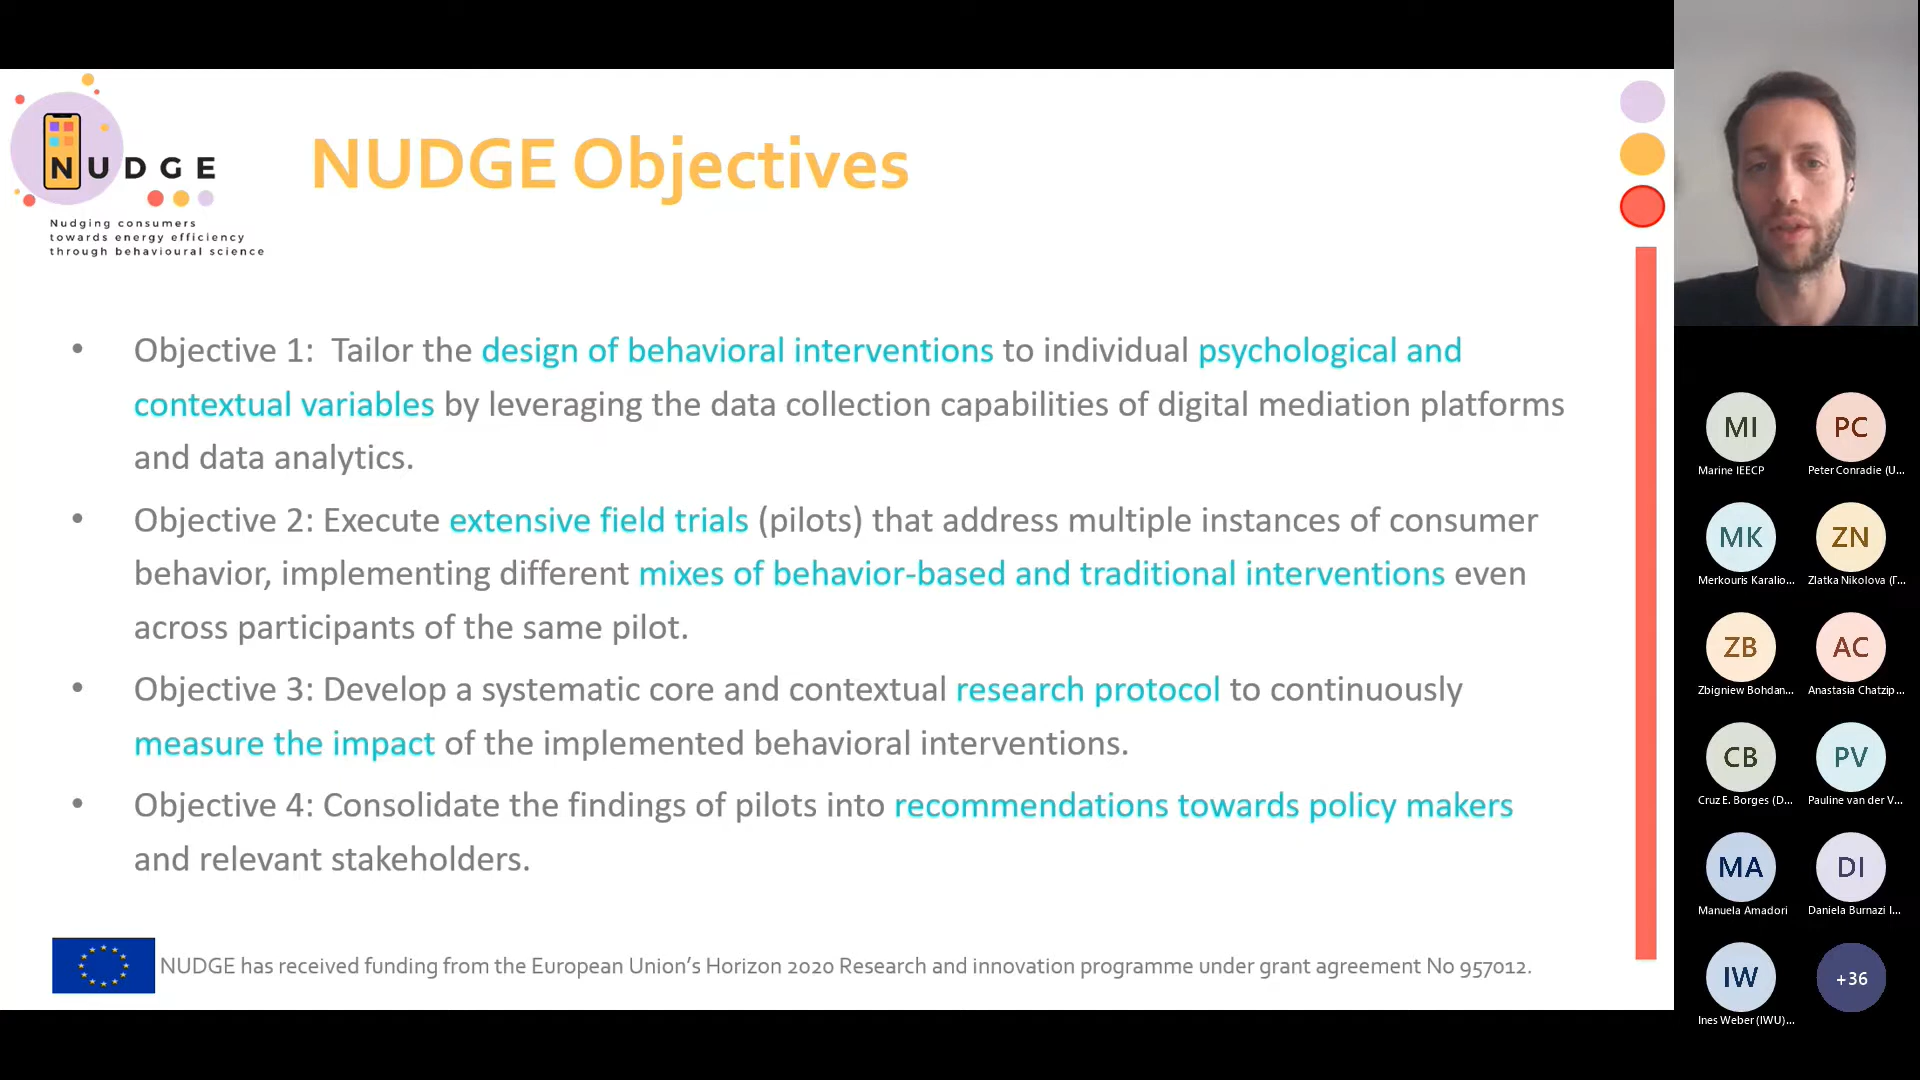 NUDGE
Nudging consumers
towards energy efficiency
through behavioural science
NUDGE Objectives
• Objective 1:  Tailor the design of behavioral interventions to individual psychological and
contextual variables by leveraging the data collection capabilities of digital mediation platforms
and data analytics.
• Objective 2: Execute extensive field trials (pilots) that address multiple instances of consumer
behavior, implementing different mixes of behavior-based and traditional interventions even
across participants of the same pilot.
• Objective 3: Develop a systematic core and contextual research protocol to continuously
measure the impact of the implemented behavioral interventions.
• Objective 4: Consolidate the findings of pilots into recommendations towards policy makers
and relevant stakeholders.
NUDGE has received funding from the European Union’s Horizon 2020 Research and innovation programme under grant agreement No 957012.
MI
Marine IEECP
PC
Peter Conradie (U...
MK
Merkouris Karalio...
ZN
Zlatka Nikolova (Г...
ZB
Zbigniew Bohdan...
AC
Anastasia Chatzip...
CB
Cruz E. Borges (D...
PV
Pauline van der V...
MA
Manuela Amadori
DI
Daniela Burnazi I...
IW
Ines Weber (IWU)...
+36